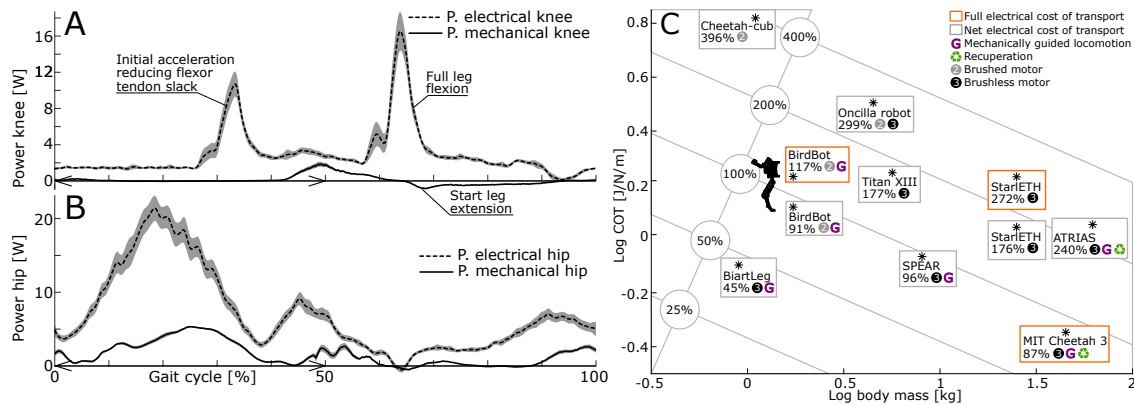 A
P. electrical knee
P. mechanical knee
Power knee [W]
16
12
8
4
0
Initial acceleration
reducing flexor
tendon slack
Full leg
flexion
Start leg
extension
B
P. electrical hip
P. mechanical hip
Power hip [W]
20
10
0
0
Gait cycle [%]
50
100
C
Log COT [J/N/m]
0.8
0.6
0.4
0.2
0
-0.2
-0.4
-0.5
0
0.5
1
1.5
2
Log body mass [kg]
Full electrical cost of transport
Net electrical cost of transport
G Mechanically guided locomotion
Recuperation
2 Brushed motor
3 Brushless motor
400%
200%
100%
50%
25%
Cheetah-cub
396% 2
Oncilla robot
299% 2 3
BirdBot
117% 2 G
Titan XIII
177% 3
StarlETH
272% 3
BirdBot
91% 2 G
StarlETH
176% 3
ATRIAS
240% 3 G
BiartLeg
45% 3 G
SPEAR
96% 3 G
MIT Cheetah 3
87% 3 G